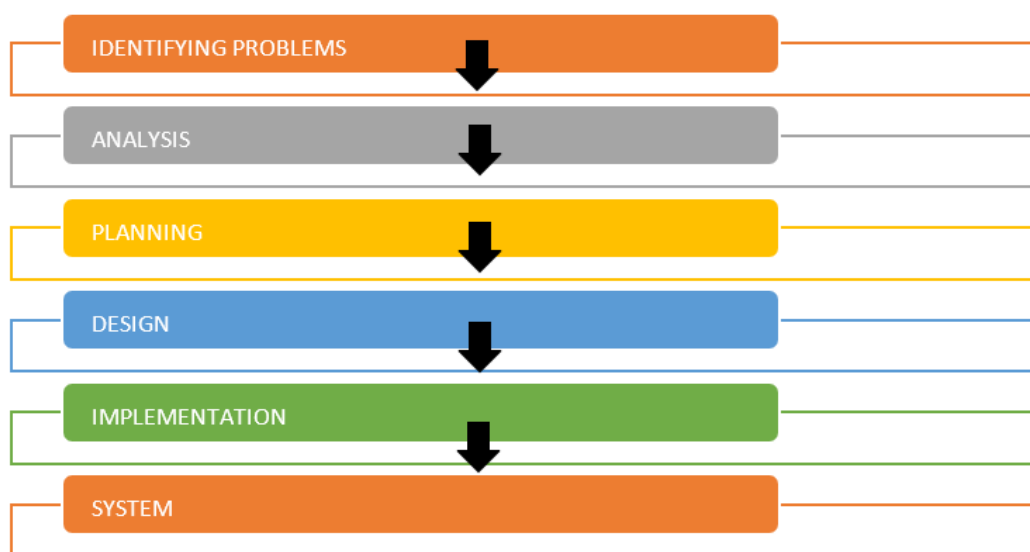 IDENTIFYING PROBLEMS
ANALYSIS
PLANNING
DESIGN
IMPLEMENTATION
SYSTEM